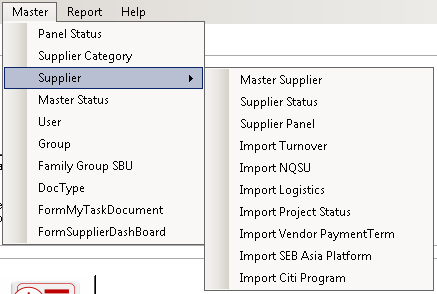 Master Report Help
Panel Status
Supplier Category
Supplier
Master Status
User
Group
Family Group SBU
DocType
FormMyTaskDocument
FormSupplierDashBoard
Master Supplier
Supplier Status
Supplier Panel
Import Turnover
Import NQSU
Import Logistics
Import Project Status
Import Vendor PaymentTerm
Import SEB Asia Platform
Import Citi Program